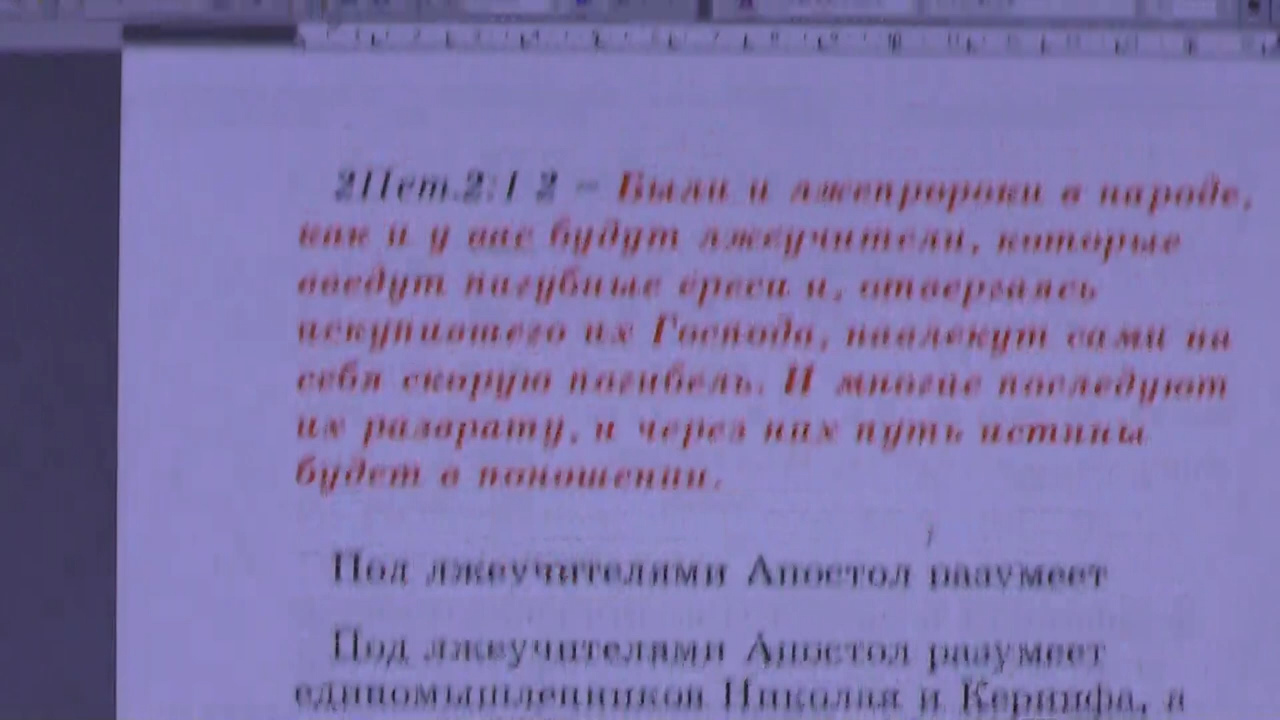 2Пет.2:1 2 – Были и лжепророки в народе,
как и у вас будут лжеучители, которые
введут пагубные ереси и, отвергаясь
искупившего их Господа, навлекут сами на
себя скорую погибель. И многие последуют
их разврату, и через них путь истины
будет в поношении.
Под лжеучителями Апостол разумеет
Под лжеучителями Апостол разумеет
единомышленников Николая и Керинфа, а